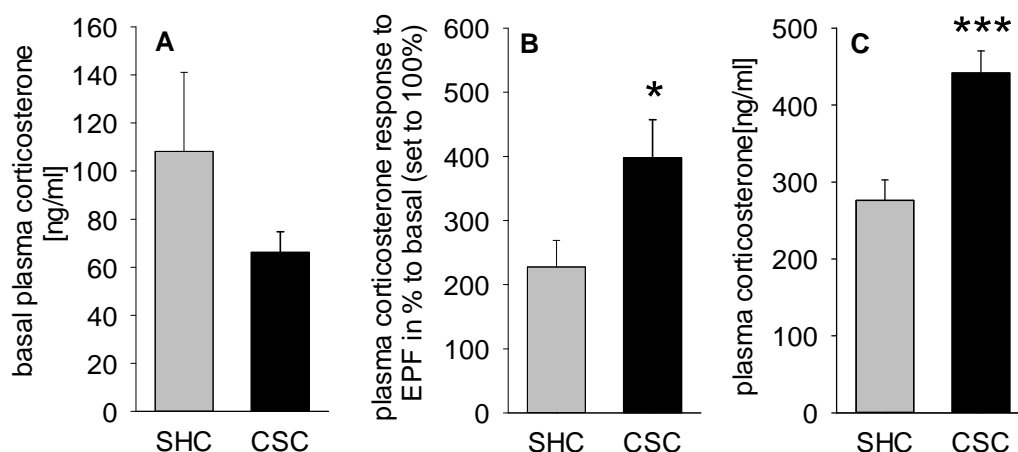 A
basal plasma corticosterone
[ng/ml]
160
140
120
100
80
60
40
20
0
SHC
CSC
B
plasma corticosterone response to
EPF in % to basal (set to 100%)
600
500
400
300
200
100
0
*
SHC
CSC
C
plasma corticosterone[ng/ml]
500
400
300
200
100
0
***
SHC
CSC